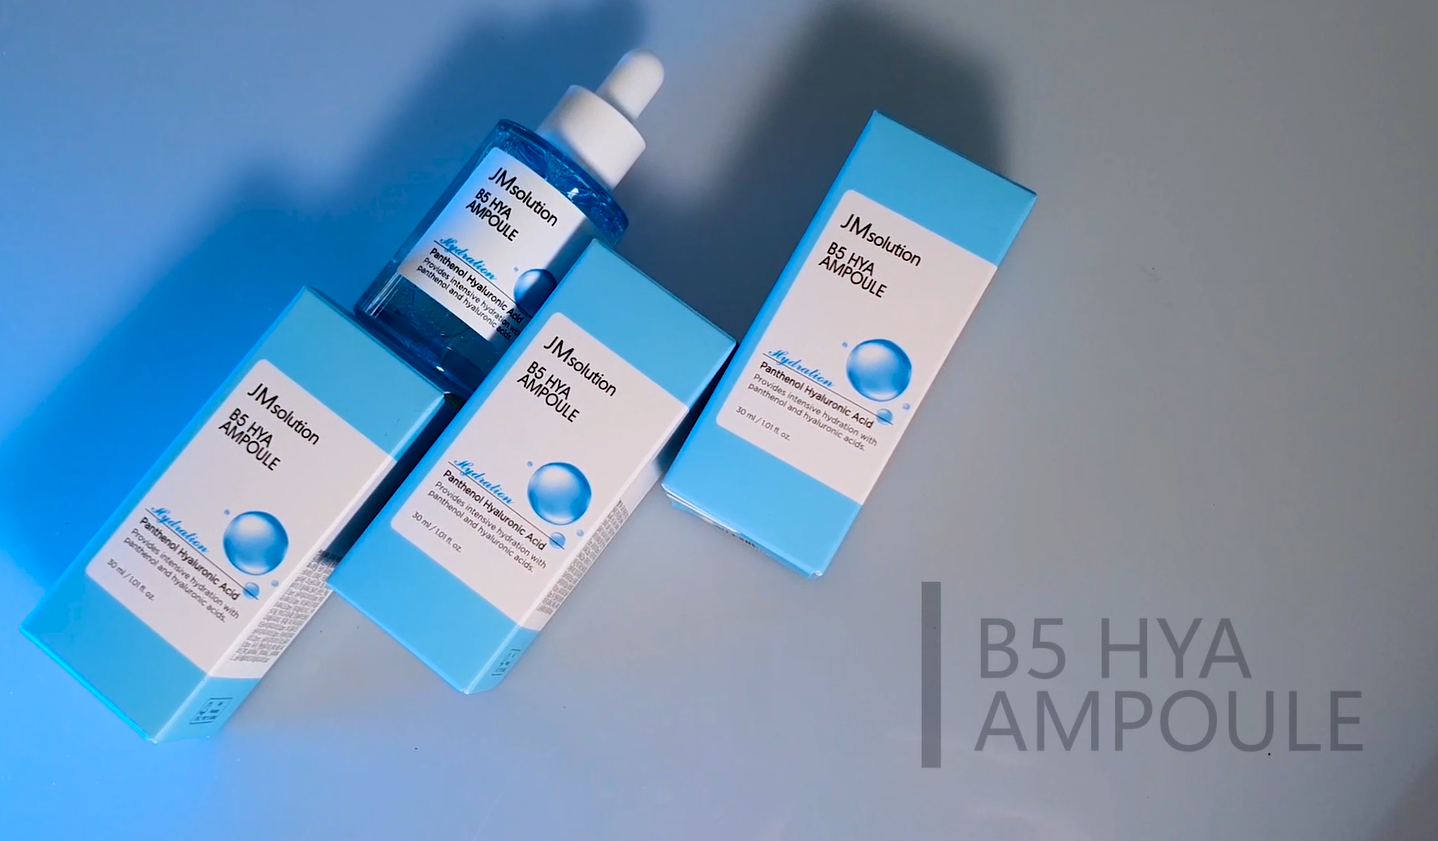 JMsolution
B5 HYA
AMPOULE
Hydration
Panthenol Hyaluronic Acid
Provides intensive hydration with
panthenol and hyaluronic acids.
JMsolution
B5 HYA
AMPOULE
Hydration
Panthenol Hyaluronic Acid
Provides intensive hydration with
panthenol and hyaluronic acids.
30 ml / 1.01 fl. oz.
JMsolution
B5 HYA
AMPOULE
Hydration
Panthenol Hyaluronic Acid
Provides intensive hydration with
panthenol and hyaluronic acids.
30 ml / 1.01 fl. oz.
JMsolution
B5 HYA
AMPOULE
Hydration
Panthenol Hyaluronic Acid
Provides intensive hydration with
panthenol and hyaluronic acids.
30 ml / 1.01 fl. oz.
B5 HYA
AMPOULE